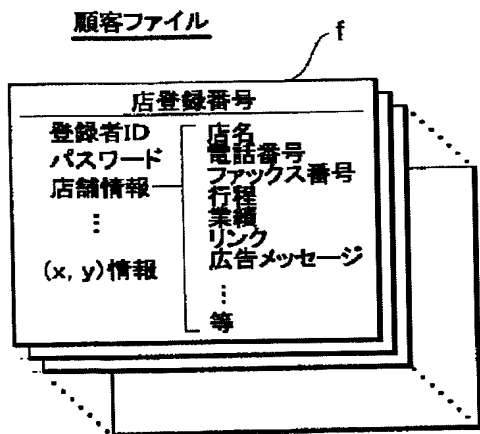 顧客ファイル
f
店登録番号
登録者ID
パスワード
店舗情報
⋮
(x, y)情報
店名
電話番号
ファックス番号
行程
業績
リンク
広告メッセージ
⋮
等